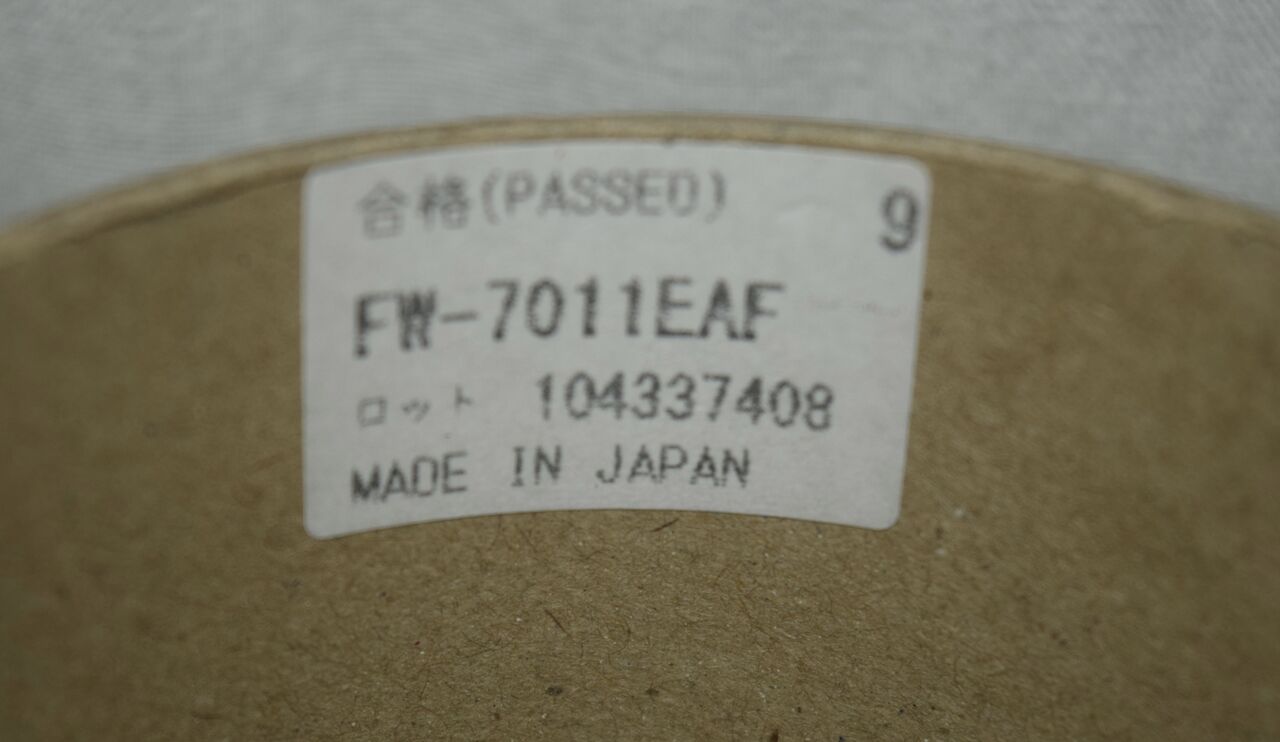 合格(PASSED) 9
FW-7011EAF
ロット 104337408
MADE IN JAPAN